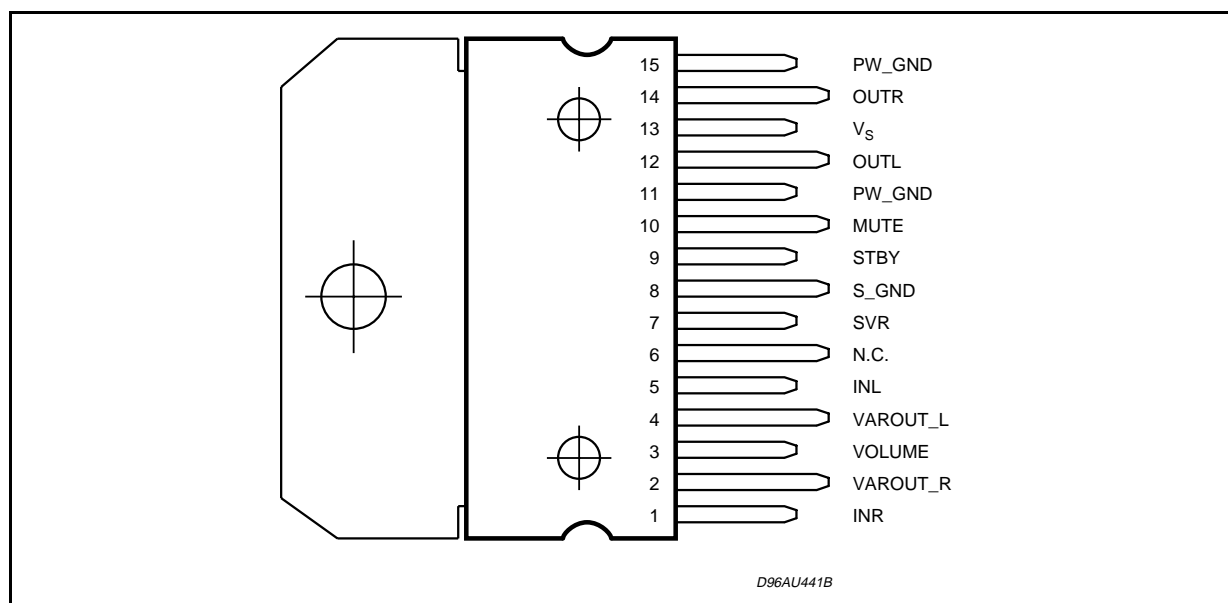 15 PW_GND
14 OUTR
13 VS
12 OUTL
11 PW_GND
10 MUTE
9 STBY
8 S_GND
7 SVR
6 N.C.
5 INL
4 VAROUT_L
3 VOLUME
2 VAROUT_R
1 INR
D96AU441B